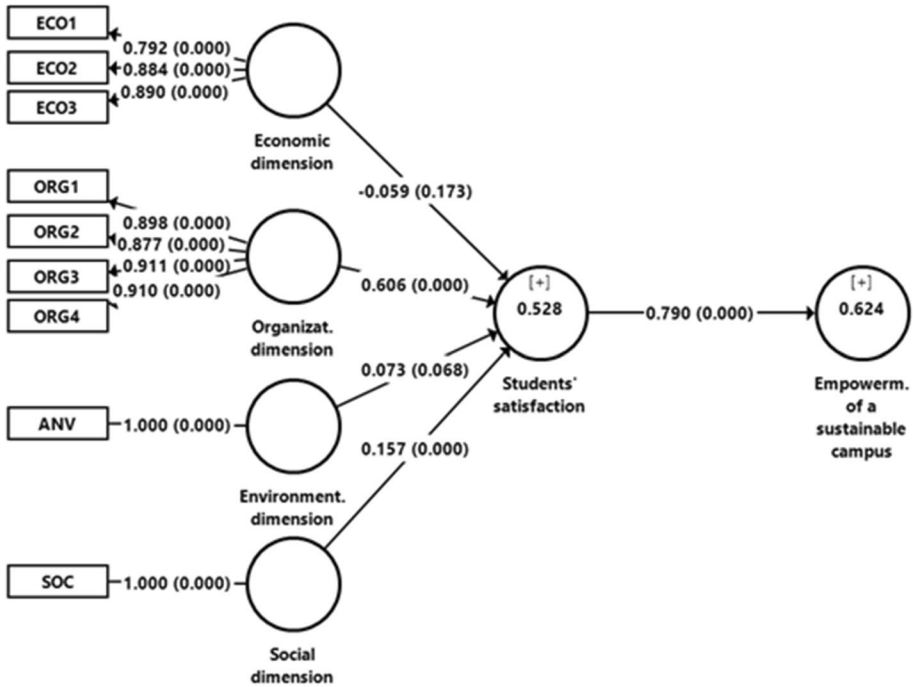 ECO1
0.792 (0.000)
ECO2
0.884 (0.000)
ECO3
0.890 (0.000)
Economic
dimension
-0.059 (0.173)
ORG1
0.898 (0.000)
ORG2
0.877 (0.000)
ORG3
0.911 (0.000)
0.910 (0.000)
ORG4
Organizat.
dimension
0.606 (0.000)
[+]
0.528
Students'
satisfaction
0.790 (0.000)
[+]
0.624
Empowerm.
of a
sustainable
campus
0.073 (0.068)
ANV
1.000 (0.000)
Environment.
dimension
0.157 (0.000)
SOC
1.000 (0.000)
Social
dimension